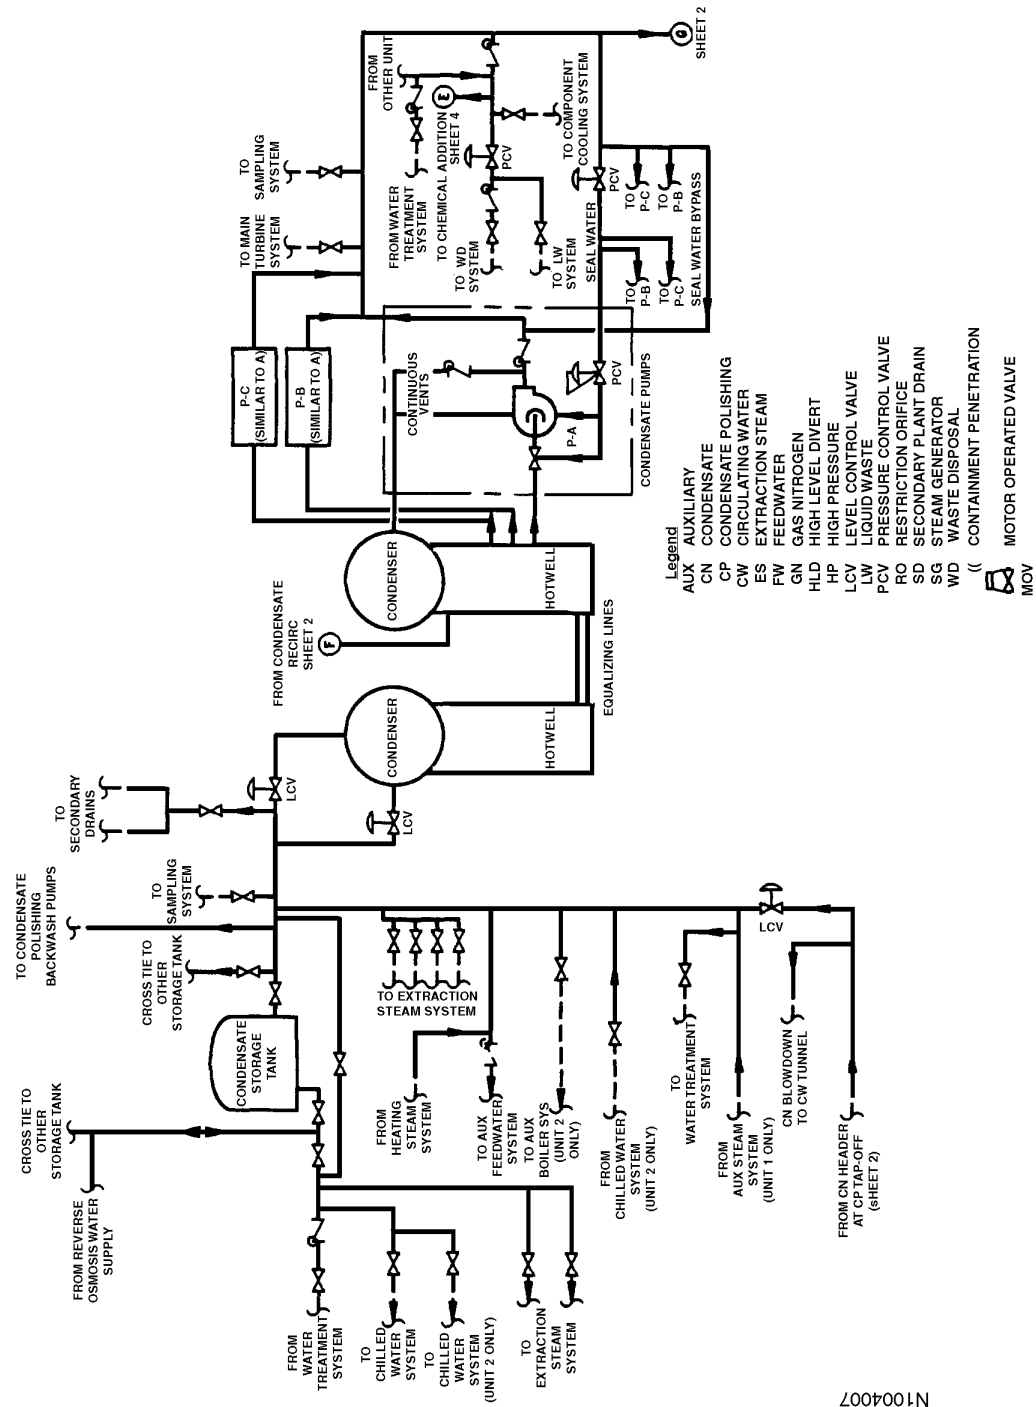 TO CONDENSATE
POLISHING
BACKWASH PUMPS
TO
SECONDARY
DRAINS
TO
SAMPLING
SYSTEM
CROSS TIE TO
OTHER
STORAGE TANK
CROSS TIE TO
OTHER
STORAGE TANK
FROM REVERSE
OSMOSIS WATER
SUPPLY
CONDENSATE
STORAGE
TANK
FROM
WATER
TREATMENT
SYSTEM
TO
CHILLED
WATER
SYSTEM
TO
CHILLED
WATER
SYSTEM
(UNIT 2 ONLY)
TO
EXTRACTION
STEAM
SYSTEM
TO EXTRACTION
STEAM SYSTEM
FROM
HEATING
STEAM
SYSTEM
TO AUX
FEEDWATER
SYSTEM
TO AUX
BOILER SYS
(UNIT 2
ONLY)
FROM
CHILLED WATER
SYSTEM
(UNIT 2 ONLY)
TO
WATER TREATMENT
SYSTEM
FROM
AUX STEAM
SYSTEM
(UNIT 1 ONLY)
CN BLOWDOWN
TO CW TUNNEL
FROM CN HEADER
AT CP TAP-OFF
(sHEET 2)
LCV
LCV
LCV
CONDENSER
HOTWELL
EQUALIZING LINES
FROM CONDENSATE
RECIRC
SHEET 2
F
CONDENSER
HOTWELL
P-C
(SIMILAR TO A)
P-B
(SIMILAR TO A)
CONTINUOUS
VENTS
P-A
PCV
CONDENSATE PUMPS
TO MAIN
TURBINE
SYSTEM
TO
SAMPLING
SYSTEM
FROM
OTHER UNIT
FROM WATER
TREATMENT
SYSTEM
TO CHEMICAL ADDITION
SHEET 4
E
PCV
TO WD
SYSTEM
TO LW
SYSTEM
TO COMPONENT
COOLING SYSTEM
SEAL WATER
PCV
TO
P-B
TO
P-C
TO
P-C
TO
P-B
SEAL WATER BYPASS
G
SHEET 2
Legend
AUX AUXILIARY
CN CONDENSATE
CP CONDENSATE POLISHING
CW CIRCULATING WATER
ES EXTRACTION STEAM
FW FEEDWATER
GN GAS NITROGEN
HLD HIGH LEVEL DIVERT
HP HIGH PRESSURE
LCV LEVEL CONTROL VALVE
LW LIQUID WASTE
PCV PRESSURE CONTROL VALVE
RO RESTRICTION ORIFICE
SD SECONDARY PLANT DRAIN
SG STEAM GENERATOR
WD WASTE DISPOSAL
(( CONTAINMENT PENETRATION
MOV MOTOR OPERATED VALVE
N1004007